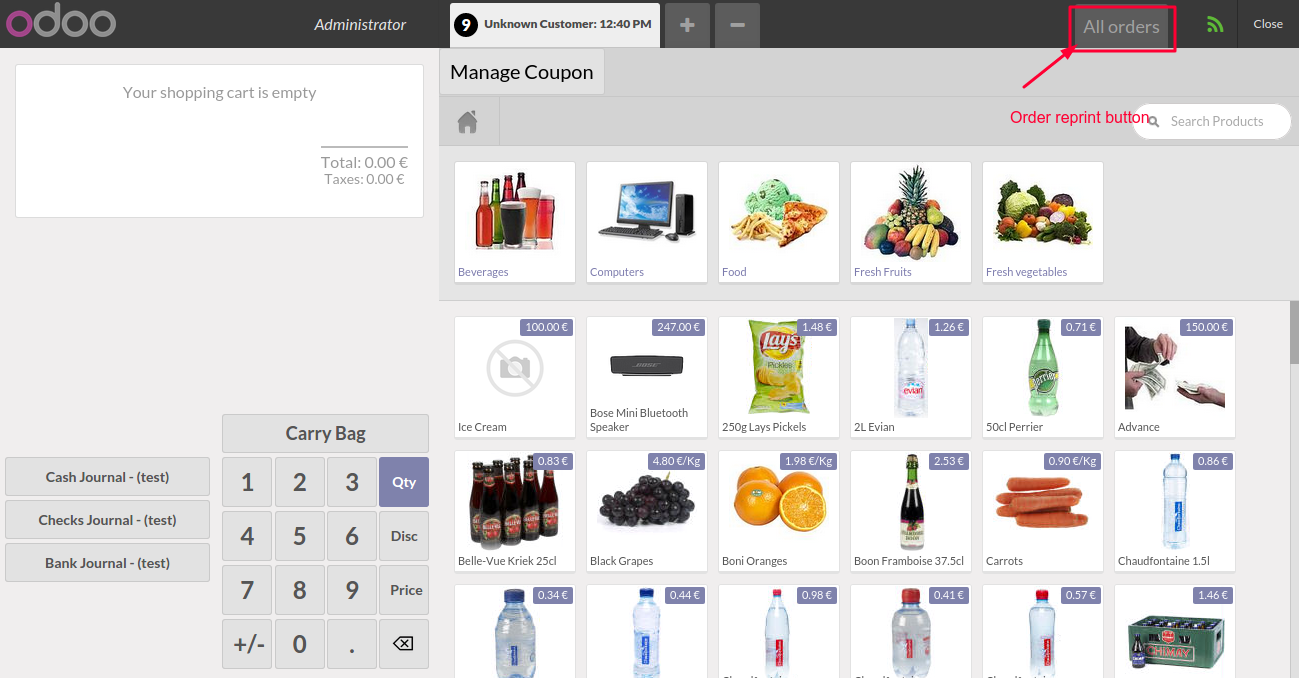 odoo
Administrator
9 Unknown Customer: 12:40 PM
+
−
All orders
Close
Your shopping cart is empty
Total: 0.00 €
Taxes: 0.00 €
Manage Coupon
Order reprint button
Search Products
Beverages
Computers
Food
Fresh Fruits
Fresh vegetables
100.00 €
Ice Cream
247.00 €
BOSE
Bose Mini Bluetooth
Speaker
1.48 €
Lays
Pickles
250g Lays Pickels
1.26 €
evian
2L Evian
0.71 €
Perrier
50cl Perrier
150.00 €
Advance
0.83 €
Belle-Vue Kriek 25cl
4.80 €/Kg
Black Grapes
1.98 €/Kg
Boni Oranges
2.53 €
Boon Framboise 37.5cl
0.90 €/Kg
Carrots
0.86 €
Chaudfontaine 1.5l
0.34 €
0.44 €
0.98 €
0.41 €
0.57 €
1.46 €
CHIMAY
Carry Bag
Cash Journal - (test)
Checks Journal - (test)
Bank Journal - (test)
1 2 3 Qty
4 5 6 Disc
7 8 9 Price
+/- 0 .